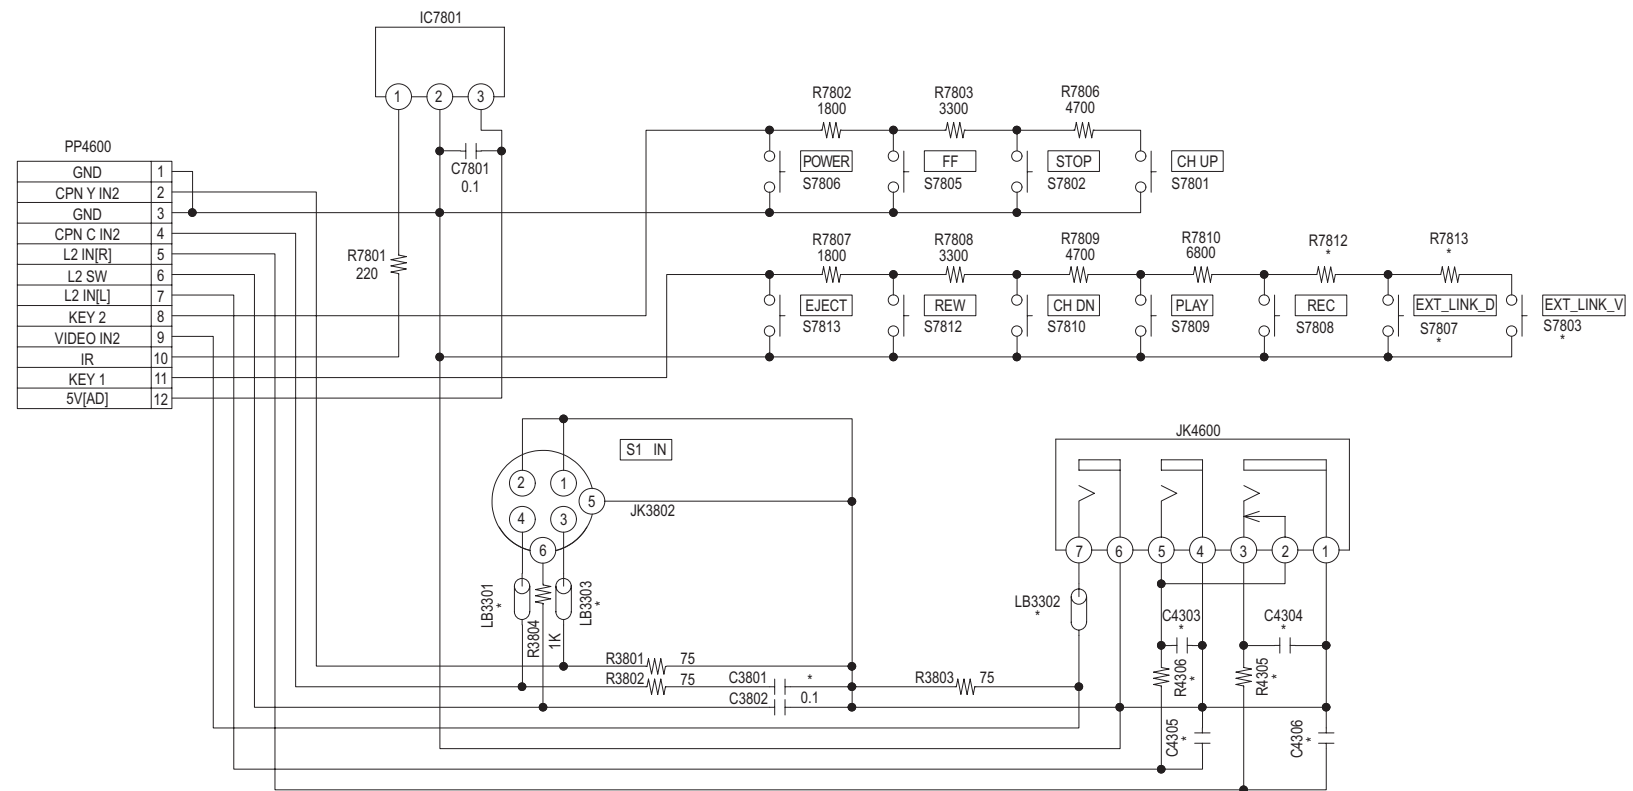 IC7801
1 2 3
C7801
0.1
R7801
220
PP4600
GND 1
CPN Y IN2 2
GND 3
CPN C IN2 4
L2 IN[R] 5
L2 SW 6
L2 IN[L] 7
KEY 2 8
VIDEO IN2 9
IR 10
KEY 1 11
5V[AD] 12
R7802 R7803 R7806
1800 3300 4700
POWER FF STOP CH UP
S7806 S7805 S7802 S7801
R7807 R7808 R7809 R7810 R7812 R7813
1800 3300 4700 6800 * *
EJECT REW CH DN PLAY REC EXT_LINK_D EXT_LINK_V
S7813 S7812 S7810 S7809 S7808 S7807 S7803
* *
S1 IN
2 1
5
4 3
6
JK3802
LB3301
*
R3804
1K
LB3303
*
R3801 75
R3802 75
C3801 *
C3802 0.1
R3803 75
JK4600
7 6 5 4 3 2 1
LB3302
*
C4303
*
C4304
*
R4306
*
R4305
*
C4305
*
C4306
*